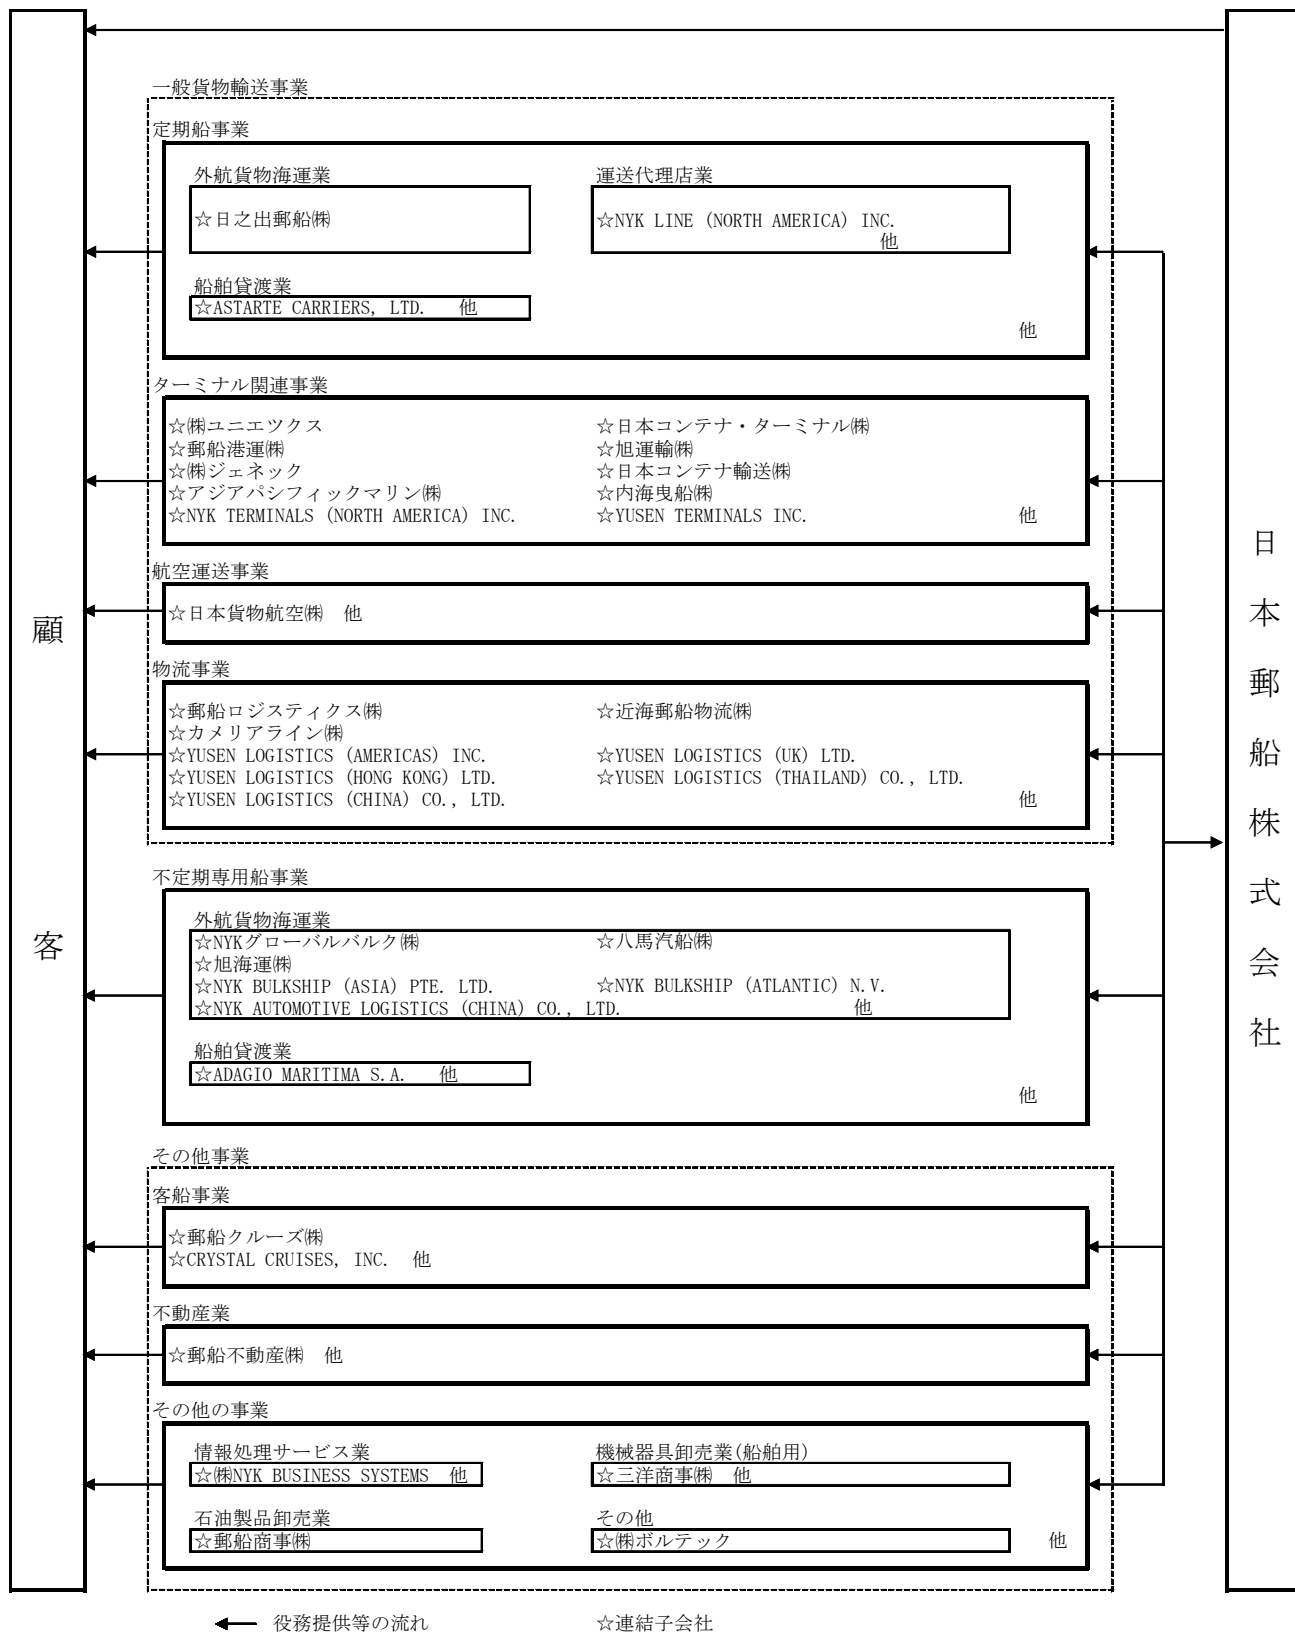 一般貨物輸送事業
定期船事業
外航貨物海運業 運送代理店業
☆日之出郵船㈱ ☆NYK LINE (NORTH AMERICA) INC.
他
船舶貸渡業
☆ASTARTE CARRIERS, LTD. 他
他
ターミナル関連事業
☆㈱ユニエツクス ☆日本コンテナ・ターミナル㈱
☆郵船港運㈱ ☆旭運輸㈱
☆㈱ジェネック ☆日本コンテナ輸送㈱
☆アジアパシフィックマリン㈱ ☆内海曳船㈱
☆NYK TERMINALS (NORTH AMERICA) INC. ☆YUSEN TERMINALS INC. 他
航空運送事業
☆日本貨物航空㈱ 他
物流事業
☆郵船ロジスティクス㈱ ☆近海郵船物流㈱
☆カメリアライン㈱
☆YUSEN LOGISTICS (AMERICAS) INC. ☆YUSEN LOGISTICS (UK) LTD.
☆YUSEN LOGISTICS (HONG KONG) LTD. ☆YUSEN LOGISTICS (THAILAND) CO., LTD.
☆YUSEN LOGISTICS (CHINA) CO., LTD. 他
不定期専用船事業
外航貨物海運業
☆NYKグローバルバルク㈱ ☆八馬汽船㈱
☆旭海運㈱
☆NYK BULKSHIP (ASIA) PTE. LTD. ☆NYK BULKSHIP (ATLANTIC) N.V.
☆NYK AUTOMOTIVE LOGISTICS (CHINA) CO., LTD. 他
船舶貸渡業
☆ADAGIO MARITIMA S.A. 他
他
その他事業
客船事業
☆郵船クルーズ㈱
☆CRYSTAL CRUISES, INC. 他
不動産業
☆郵船不動産㈱ 他
その他の事業
情報処理サービス業 機械器具卸売業(船舶用)
☆㈱NYK BUSINESS SYSTEMS 他 ☆三洋商事㈱ 他
石油製品卸売業 その他
☆郵船商事㈱ ☆㈱ボルテック 他
顧客
日本郵船株式会社
役務提供等の流れ ☆連結子会社